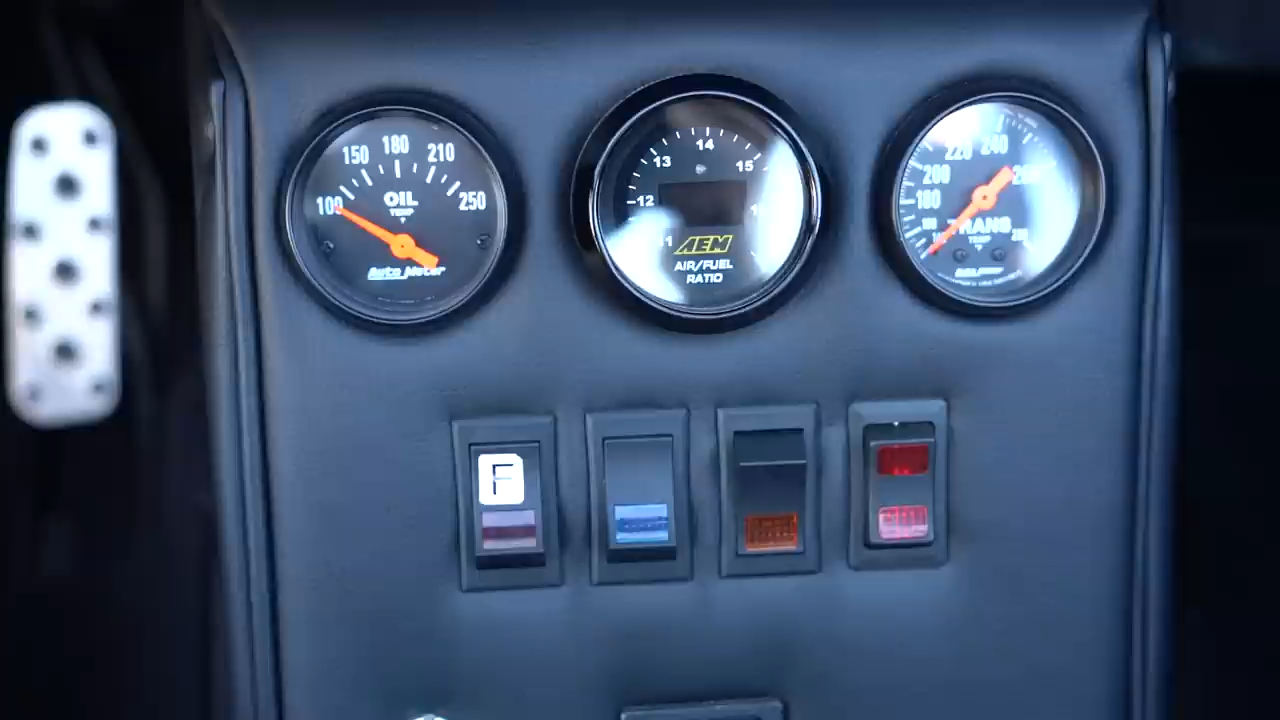 100
150
180
210
250
OIL
TEMP
°F
Auto Meter
12
13
14
15
AEM
AIR/FUEL
RATIO
180
200
220
240
TRANS
TEMP
°F
F